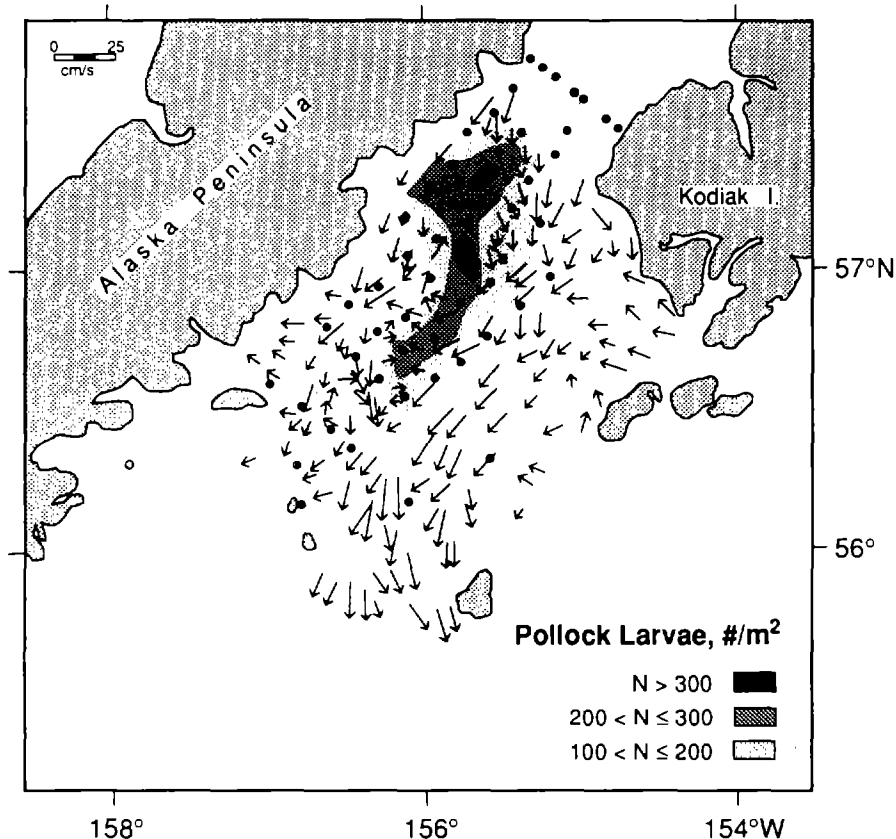 0 25
cm/s
Alaska Peninsula
Kodiak I.
57°N
56°
Pollock Larvae, #/m²
N > 300
200 < N ≤ 300
100 < N ≤ 200
158° 156° 154°W